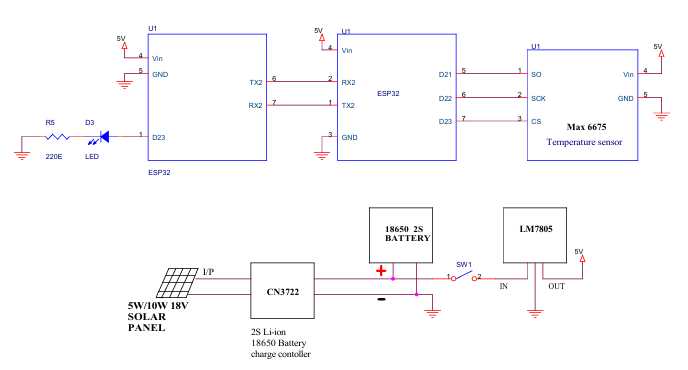 U1
5V
4
Vin
5
GND
TX2
6
RX2
7
R5
D3
1
D23
220E
LED
ESP32
U1
5V
4
Vin
2
RX2
1
TX2
3
GND
ESP32
D21
5
D22
6
D23
7
U1
1
SO
2
SCK
3
CS
5V
Vin
4
GND
5
Max 6675
Temperature sensor
18650 2S
BATTERY
LM7805
5V
SW1
1
2
IN
OUT
+
-
I/P
CN3722
5W/10W 18V
SOLAR
PANEL
2S Li-ion
18650 Battery
charge contoller